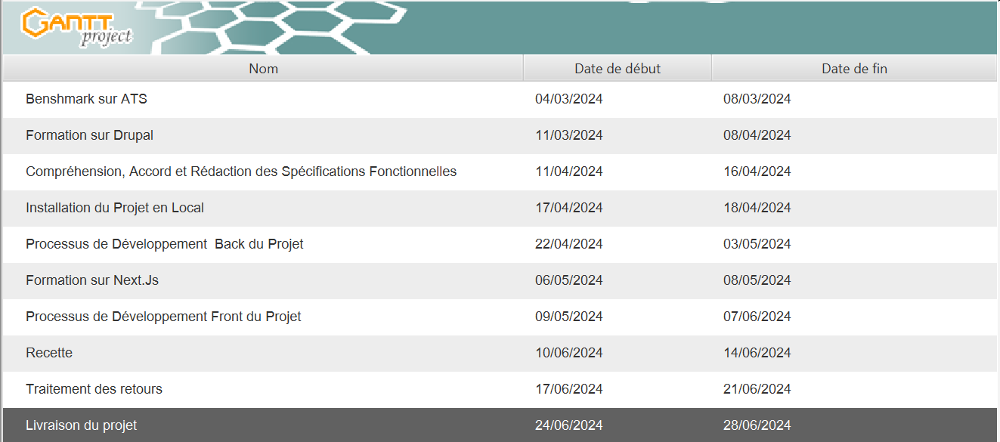 GANTT
project
Nom Date de début Date de fin
Benshmark sur ATS 04/03/2024 08/03/2024
Formation sur Drupal 11/03/2024 08/04/2024
Compréhension, Accord et Rédaction des Spécifications Fonctionnelles 11/04/2024 16/04/2024
Installation du Projet en Local 17/04/2024 18/04/2024
Processus de Développement  Back du Projet 22/04/2024 03/05/2024
Formation sur Next.Js 06/05/2024 08/05/2024
Processus de Développement Front du Projet 09/05/2024 07/06/2024
Recette 10/06/2024 14/06/2024
Traitement des retours 17/06/2024 21/06/2024
Livraison du projet 24/06/2024 28/06/2024